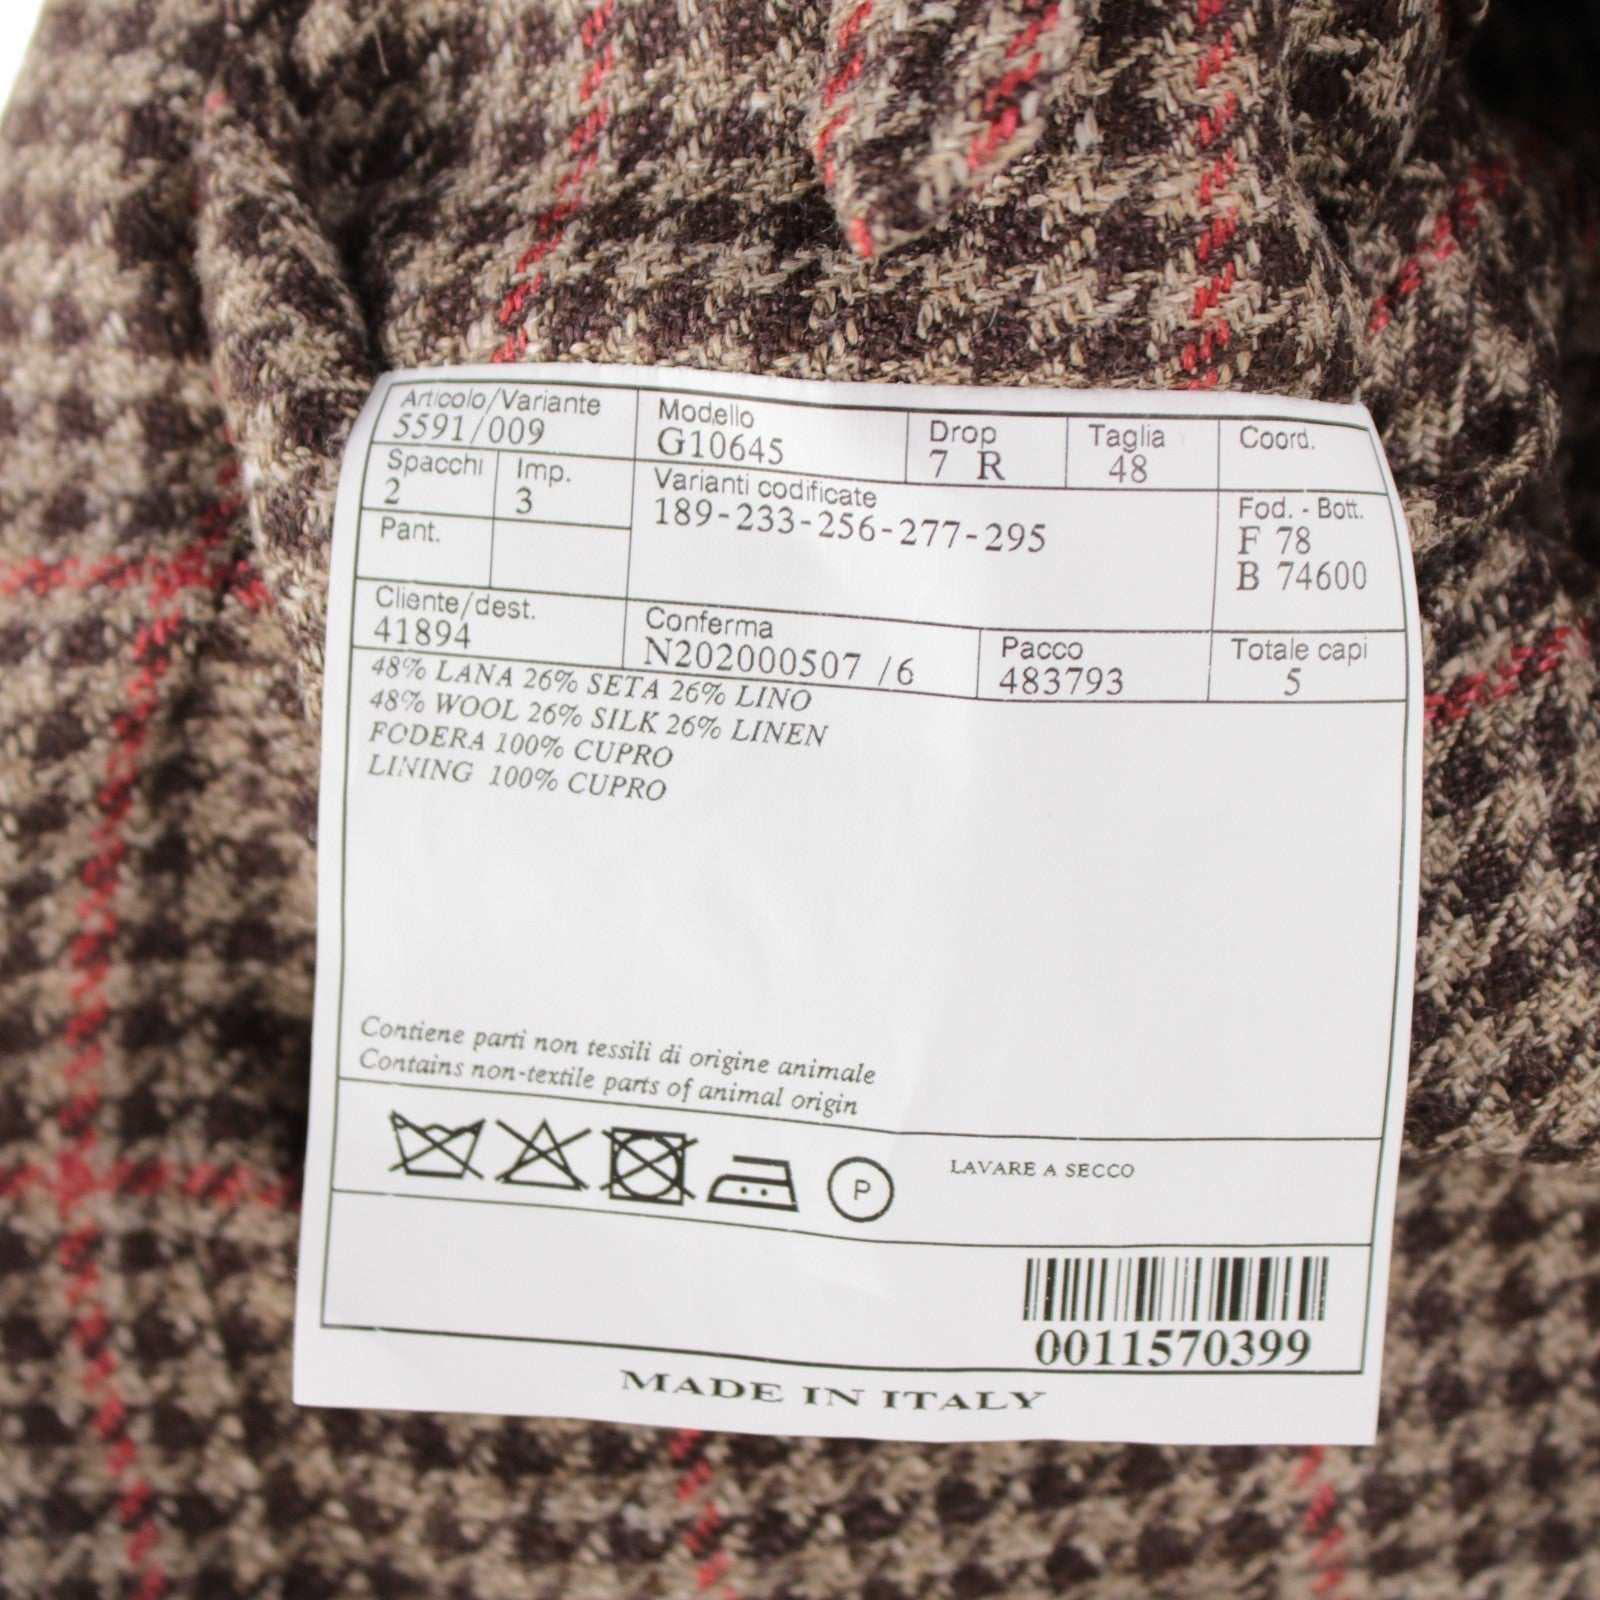 Articolo/Variante
5591/009
Modello
G10645
Drop
7 R
Taglia
48
Coord.
Spacchi
2
Imp.
3
Varianti codificate
189-233-256-277-295
Fod. - Bott.
F 78
B 74600
Pant.
Cliente/dest.
41894
Conferma
N202000507 /6
Pacco
483793
Totale capi
5
48% LANA 26% SETA 26% LINO
48% WOOL 26% SILK 26% LINEN
FODERA 100% CUPRO
LINING 100% CUPRO
Contiene parti non tessili di origine animale
Contains non-textile parts of animal origin
P
LAVARE A SECCO
0011570399
MADE IN ITALY